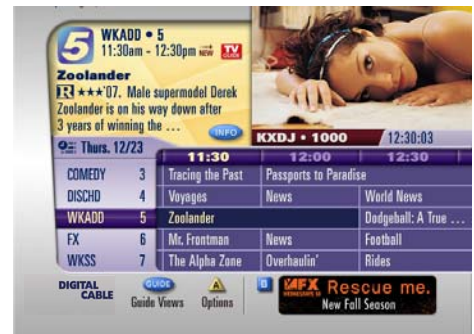 5 WKADD • 5
11:30am - 12:30pm NEW TV GUIDE
Zoolander
R ★★★'07. Male supermodel Derek
Zoolander is on his way down after
3 years of winning the ...
INFO
KXDJ • 1000 12:30:03
Thurs. 12/23
11:30 12:00 12:30
COMEDY 3 Tracing the Past Passports to Paradise
DISCHD 4 Voyages News World News
WKADD 5 Zoolander Dodgeball: A True ...
FX 6 Mr. Frontman News Football
WKSS 7 The Alpha Zone Overhaulin' Rides
DIGITAL CABLE
GUIDE Guide Views
A Options
B FX Rescue me.
New Fall Season